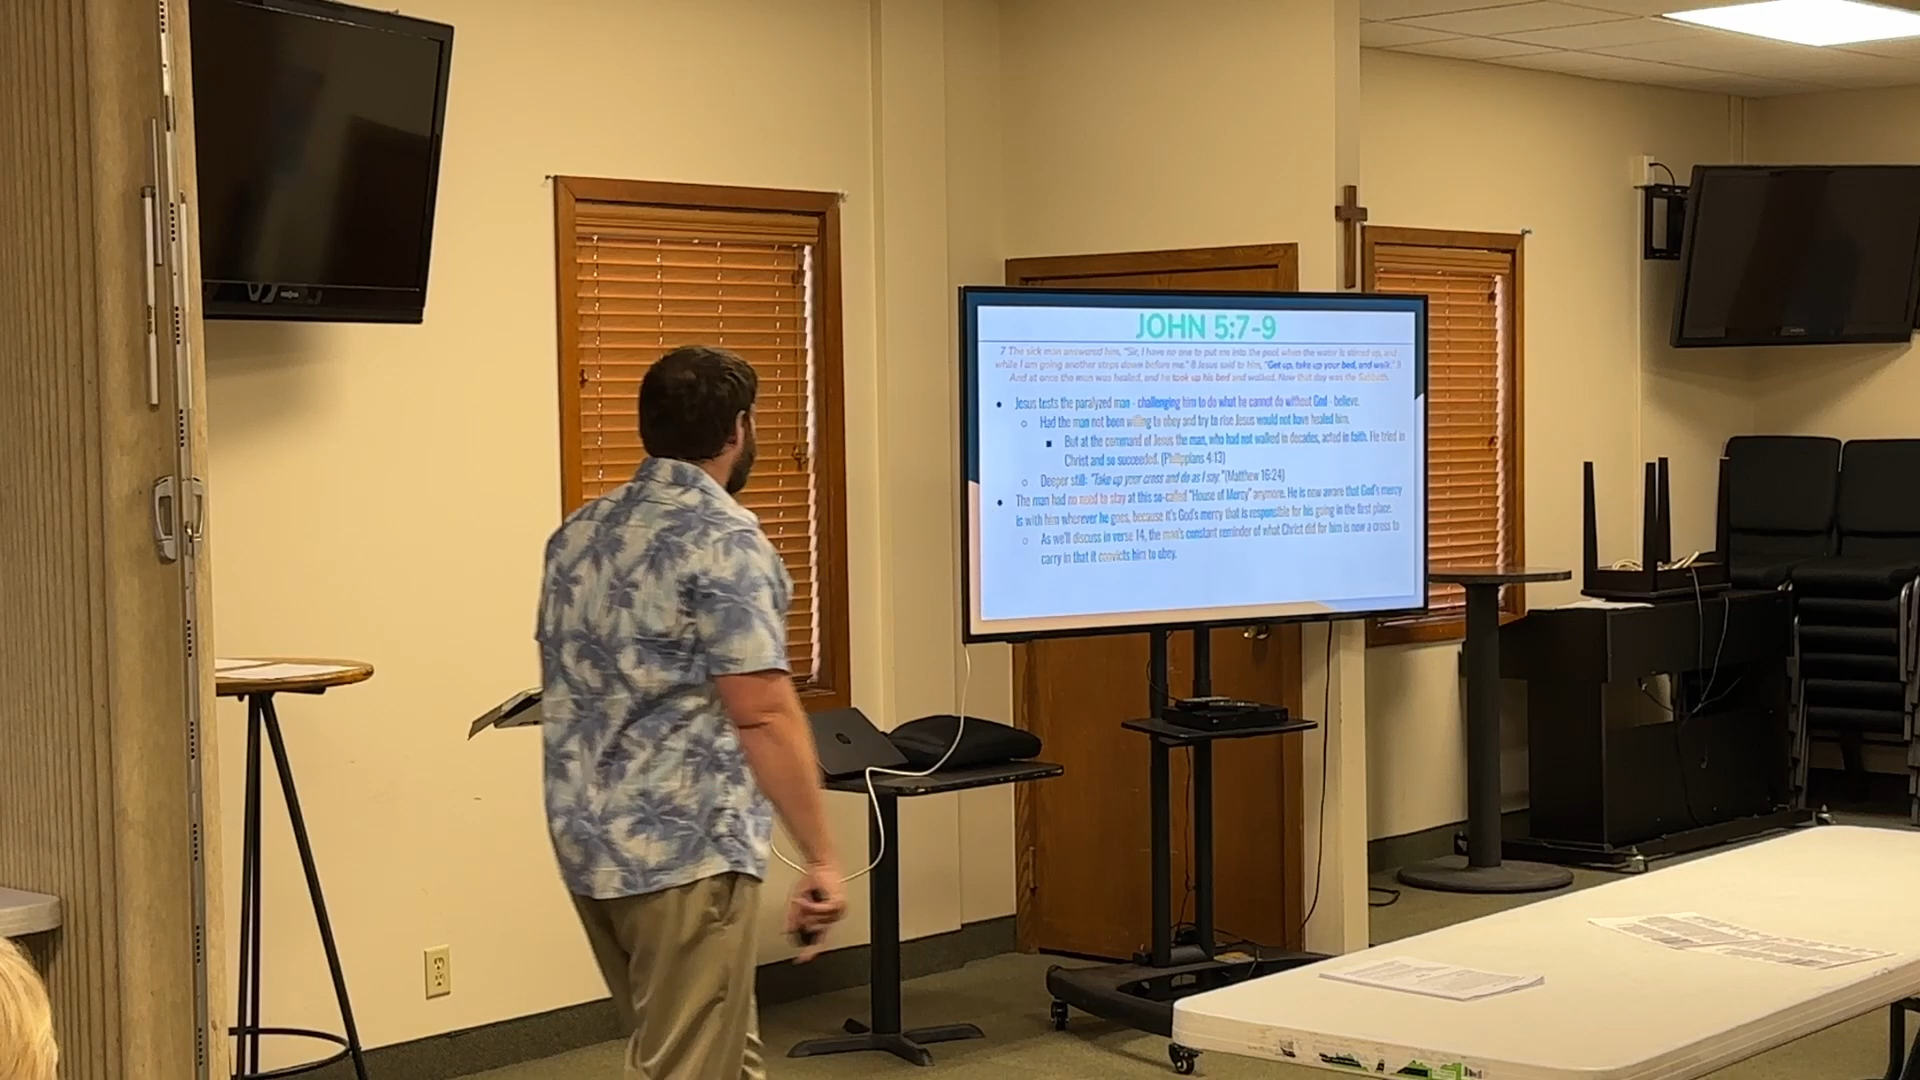 JOHN 5:7-9
7 The sick man answered him, "Sir, I have no one to put me into the pool when the water is stirred up, and
while I am going another steps down before me." 8 Jesus said to him, "Get up, take up your bed, and walk." 9
And at once the man was healed, and he took up his bed and walked. Now that day was the Sabbath.
• Jesus tests the paralyzed man - challenging him to do what he cannot do without God - believe.
○ Had the man not been willing to obey and try to rise Jesus would not have healed him.
■ But at the command of Jesus the man, who had not walked in decades, acted in faith. He tried in
Christ and so succeeded. (Philippians 4:13)
○ Deeper still: "Take up your cross and do as I say." (Matthew 16:24)
• The man had no need to stay at this so-called "House of Mercy" anymore. He is now aware that God's mercy
is with him wherever he goes, because it's God's mercy that is responsible for his going in the first place.
○ As we'll discuss in verse 14, the man's constant reminder of what Christ did for him is now a cross to
carry in that it convicts him to obey.